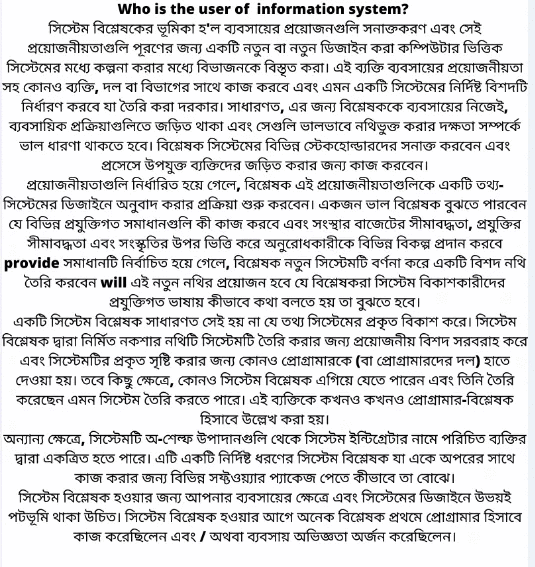 Who is the user of information system?
সিস্টেম বিশ্লেষকের ভূমিকা হ'ল ব্যবসায়ের প্রয়োজনগুলি সনাক্তকরণ এবং সেই
প্রয়োজনীয়তাগুলি পূরণের জন্য একটি নতুন বা নতুন ডিজাইন করা কম্পিউটার ভিত্তিক
সিস্টেমের মধ্যে কল্পনা করার মধ্যে বিভাজনকে বিস্তৃত করা। এই ব্যক্তি ব্যবসায়ের প্রয়োজনীয়তা
সহ কোনও ব্যক্তি, দল বা বিভাগের সাথে কাজ করবে এবং এমন একটি সিস্টেমের নির্দিষ্ট বিশদটি
নির্ধারণ করবে যা তৈরি করা দরকার। সাধারণত, এর জন্য বিশ্লেষককে ব্যবসায়ের নিজেই,
ব্যবসায়িক প্রক্রিয়াগুলিতে জড়িত থাকা এবং সেগুলি ভালভাবে নথিভুক্ত করার দক্ষতা সম্পর্কে
ভাল ধারণা থাকতে হবে। বিশ্লেষক সিস্টেমের বিভিন্ন স্টেকহোল্ডারদের সনাক্ত করবেন এবং
প্রসেসে উপযুক্ত ব্যক্তিদের জড়িত করার জন্য কাজ করবেন।
প্রয়োজনীয়তাগুলি নির্ধারিত হয়ে গেলে, বিশ্লেষক এই প্রয়োজনীয়তাগুলিকে একটি তথ্য-
সিস্টেমের ডিজাইনে অনুবাদ করার প্রক্রিয়া শুরু করবেন। একজন ভাল বিশ্লেষক বুঝতে পারবেন
যে বিভিন্ন প্রযুক্তিগত সমাধানগুলি কী কাজ করবে এবং সংস্থার বাজেটের সীমাবদ্ধতা, প্রযুক্তির
সীমাবদ্ধতা এবং সংস্কৃতির উপর ভিত্তি করে অনুরোধকারীকে বিভিন্ন বিকল্প প্রদান করবে
provide সমাধানটি নির্বাচিত হয়ে গেলে, বিশ্লেষক নতুন সিস্টেমটি বর্ণনা করে একটি বিশদ নথি
তৈরি করবেন will এই নতুন নথির প্রয়োজন হবে যে বিশ্লেষকরা সিস্টেম বিকাশকারীদের
প্রযুক্তিগত ভাষায় কীভাবে কথা বলতে হয় তা বুঝতে হবে।
একটি সিস্টেম বিশ্লেষক সাধারণত সেই হয় না যে তথ্য সিস্টেমের প্রকৃত বিকাশ করে। সিস্টেম
বিশ্লেষক দ্বারা নির্মিত নকশার নথিটি সিস্টেমটি তৈরি করার জন্য প্রয়োজনীয় বিশদ সরবরাহ করে
এবং সিস্টেমটির প্রকৃত সৃষ্টি করার জন্য কোনও প্রোগ্রামারকে (বা প্রোগ্রামারদের দল) হাতে
দেওয়া হয়। তবে কিছু ক্ষেত্রে, কোনও সিস্টেম বিশ্লেষক এগিয়ে যেতে পারেন এবং তিনি তৈরি
করেছেন এমন সিস্টেম তৈরি করতে পারে। এই ব্যক্তিকে কখনও কখনও প্রোগ্রামার-বিশ্লেষক
হিসাবে উল্লেখ করা হয়।
অন্যান্য ক্ষেত্রে, সিস্টেমটি অ-শেল্ফ উপাদানগুলি থেকে সিস্টেম ইন্টিগ্রেটার নামে পরিচিত ব্যক্তির
দ্বারা একত্রিত হতে পারে। এটি একটি নির্দিষ্ট ধরণের সিস্টেম বিশ্লেষক যা একে অপরের সাথে
কাজ করার জন্য বিভিন্ন সফ্টওয়্যার প্যাকেজ পেতে কীভাবে তা বোঝে।
সিস্টেম বিশ্লেষক হওয়ার জন্য আপনার ব্যবসায়ের ক্ষেত্রে এবং সিস্টেমের ডিজাইনে উভয়ই
পটভূমি থাকা উচিত। সিস্টেম বিশ্লেষক হওয়ার আগে অনেক বিশ্লেষক প্রথমে প্রোগ্রামার হিসাবে
কাজ করেছিলেন এবং / অথবা ব্যবসায় অভিজ্ঞতা অর্জন করেছিলেন।